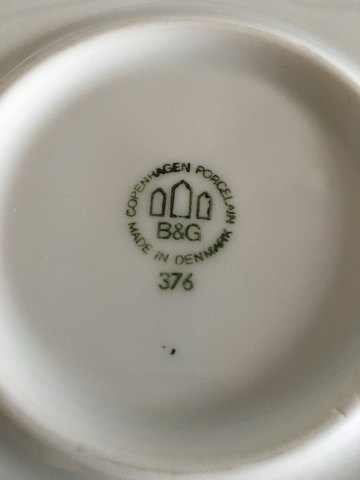 COPENHAGEN PORCELAIN
B&G
MADE IN DENMARK
376